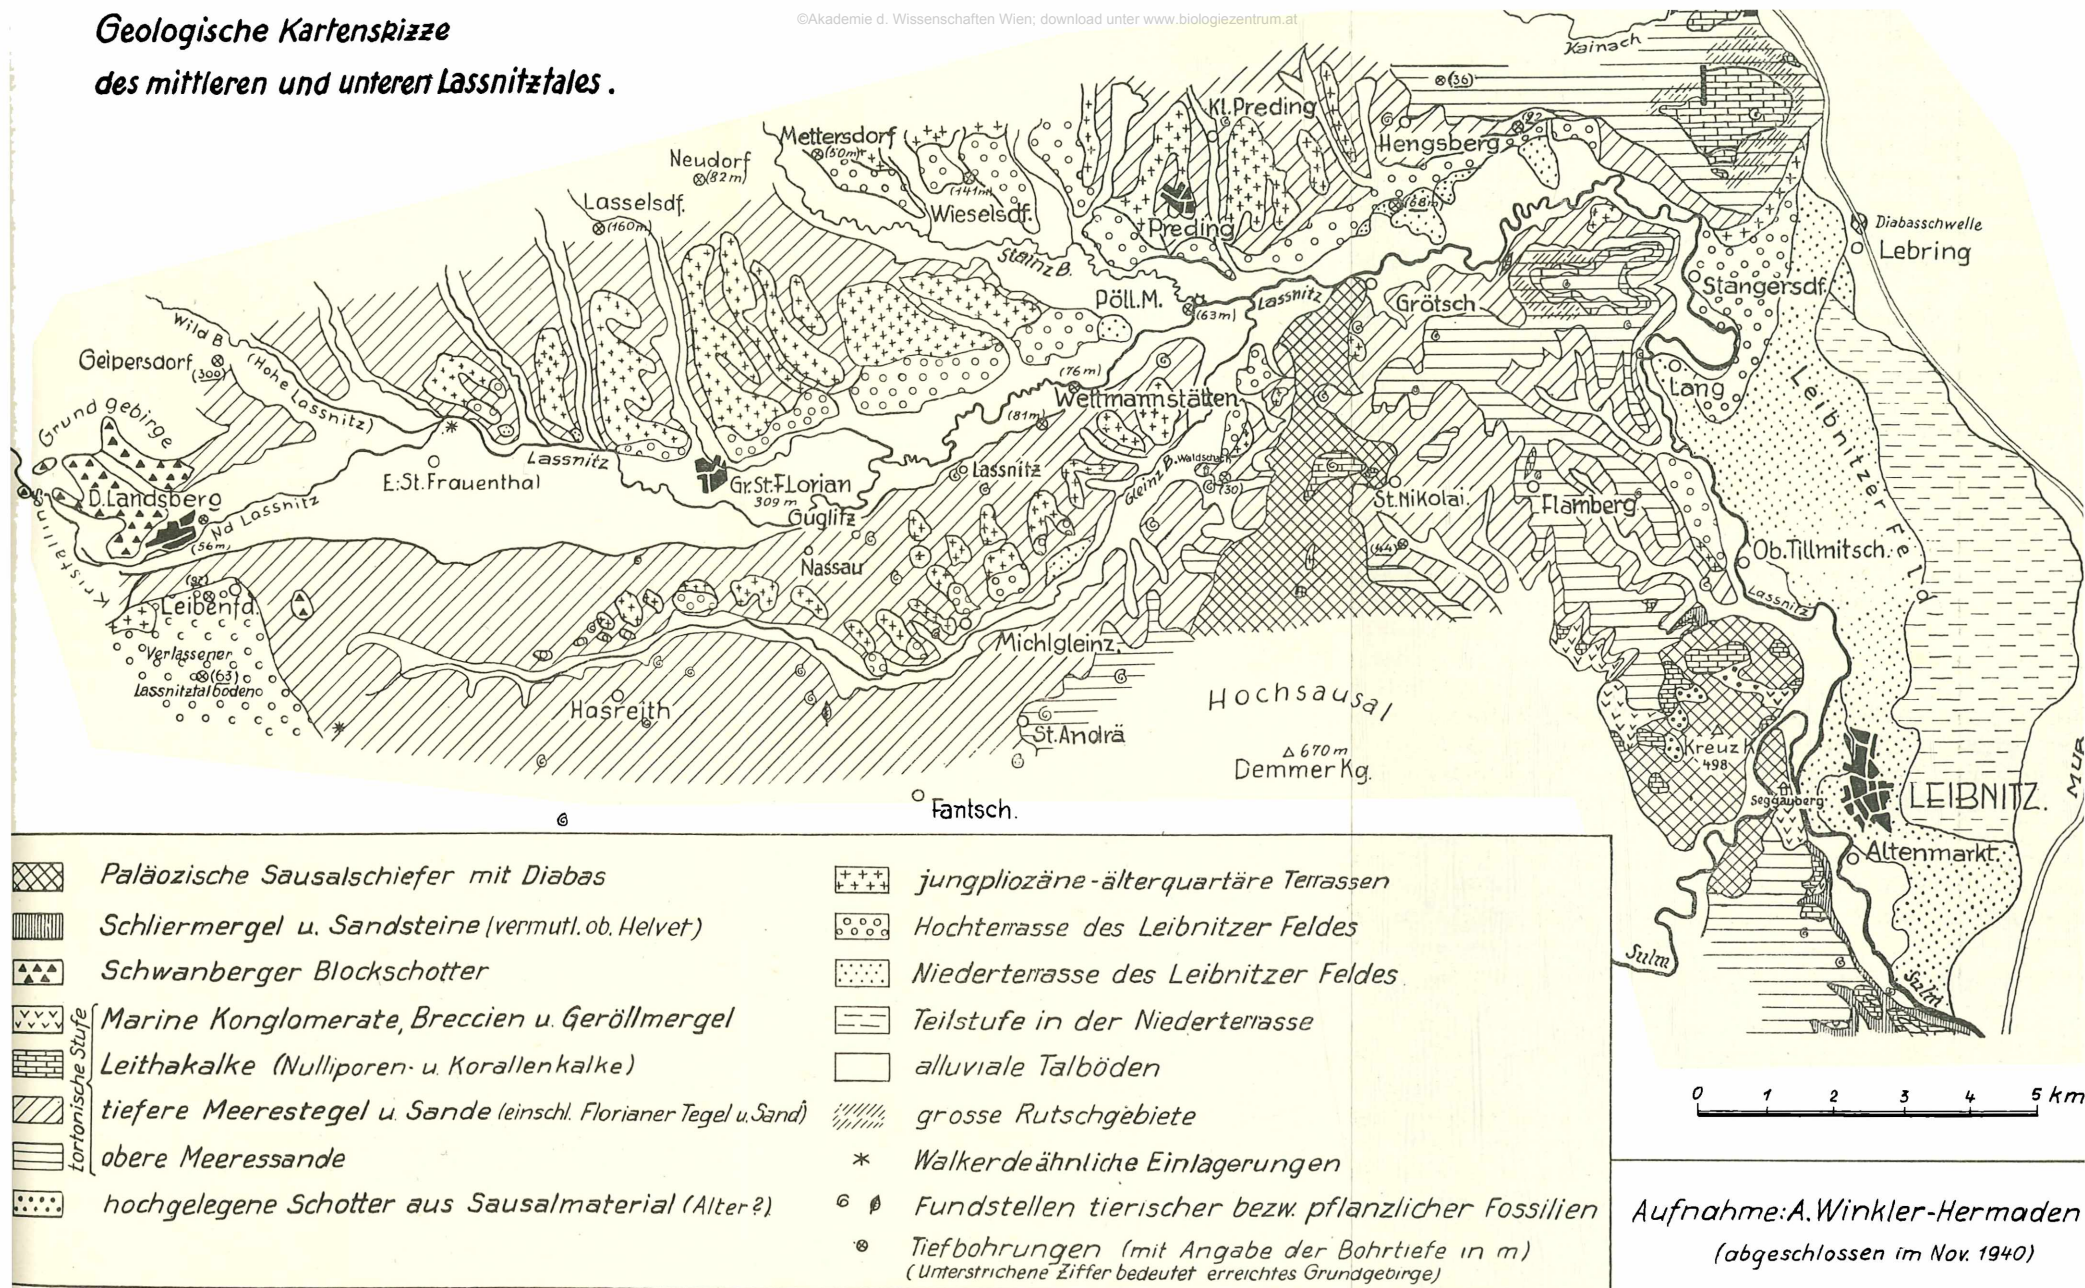 ©Akademie d. Wissenschaften Wien; download unter www.biologiezentrum.at
Geologische Kartenskizze
des mittleren und unteren Lassnitztales.
Kainach
(36)
Kl. Preding
Mettersdorf
(50m)
Hengsberg
(92
Neudorf
(82m)
(141m)
Wieselsdf.
Lasselsdf.
(160m)
(68m)
Preding
Diabasschwelle
Lebring
Stainz B.
Pöll.M.
(63m)
Lassnitz
Grötsch
Stangersdf.
Wild B.
(Hohe Lassnitz)
Geipersdorf
(300)
(76m)
Wettmannstätten
(81m)
Lang
Leibnitzer Feld
Grundgebirge
Lassnitz
E:St.Frauenthal
Gr.St.Florian
309 m
Lassnitz
Gleinz B.
Waldschach
(30)
D.Landsberg
Nd Lassnitz
(56m)
Guglitz
St.Nikolai.
Flamberg
(44)
Kristallines
Nassau
Ob.Tillmitsch.
(92)
Leibenfd.
Lassnitz
Verlassener
(63)
Lassnitztalboden
Michlgleinz.
Hasreith
Hochsausal
St.Andrä
△ 670 m
Demmer Kg.
Kreuz K
498
MUR
Seggauberg
LEIBNITZ.
Fantsch.
Altenmarkt.
Sulm
Sulm
Paläozische Sausalschiefer mit Diabas
Schliermergel u. Sandsteine (vermutl. ob. Helvet)
Schwanberger Blockschotter
tortonische Stufe
Marine Konglomerate, Breccien u. Geröllmergel
Leithakalke (Nulliporen- u. Korallenkalke)
tiefere Meerestegel u. Sande (einschl. Florianer Tegel u. Sand)
obere Meeressande
hochgelegene Schotter aus Sausalmaterial (Alter?)
jungpliozäne-älterquartäre Terrassen
Hochterrasse des Leibnitzer Feldes
Niederterrasse des Leibnitzer Feldes
Teilstufe in der Niederterrasse
alluviale Talböden
grosse Rutschgebiete
Walkerdeähnliche Einlagerungen
Fundstellen tierischer bezw. pflanzlicher Fossilien
Tiefbohrungen (mit Angabe der Bohrtiefe in m)
(Unterstrichene Ziffer bedeutet erreichtes Grundgebirge)
0 1 2 3 4 5 km
Aufnahme: A. Winkler-Hermaden
(abgeschlossen im Nov. 1940)